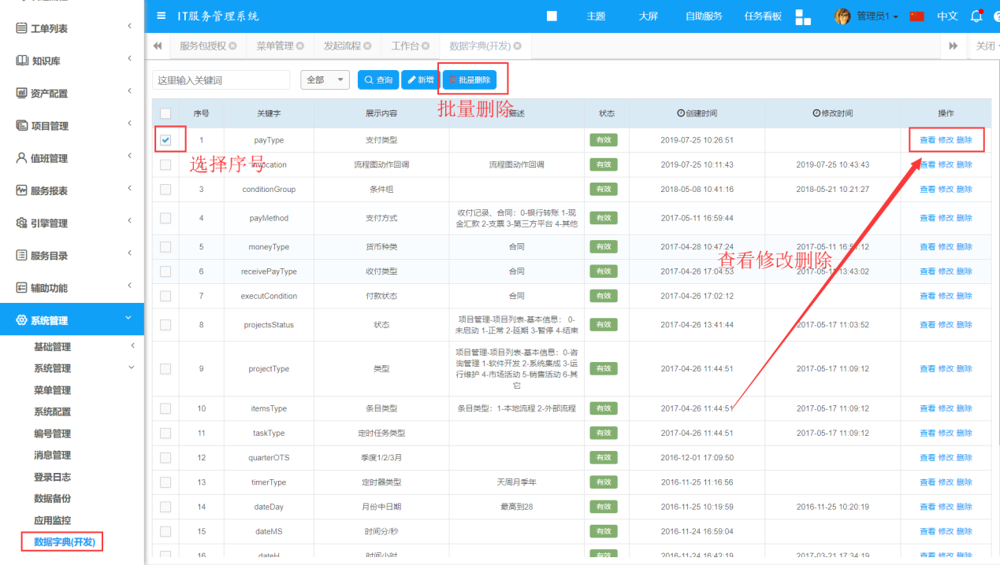 IT服务管理系统 主题 大屏 自助服务 任务看板 管理员1 中文
工单列表
知识库
资产配置
项目管理
值班管理
服务报表
引擎管理
服务目录
辅助功能
系统管理
基础管理
系统管理
菜单管理
系统配置
编号管理
消息管理
登录日志
数据备份
应用监控
数据字典(开发)
服务包授权 菜单管理 发起流程 工作台 数据字典(开发) 关闭
这里输入关键词 全部 查询 新增 批量删除
批量删除
序号 关键字 展示内容 描述 状态 创建时间 修改时间 操作
1 payType 支付类型 有效 2019-07-25 10:26:51 查看 修改 删除
选择序号
invocation 流程图动作回调 流程图动作回调 有效 2019-07-25 10:11:43 2019-07-25 10:43:43 查看 修改 删除
3 conditionGroup 条件组 有效 2018-05-08 10:41:16 2018-05-21 10:21:27 查看 修改 删除
4 payMethod 支付方式 收付记录、合同：0-银行转账 1-现
金汇款 2-支票 3-第三方平台 4-其他 有效 2017-05-11 16:59:44 查看 修改 删除
5 moneyType 货币种类 合同 有效 2017-04-28 10:47:24 2017-05-11 16:51:12 查看 修改 删除
查看修改删除
6 receivePayType 收付类型 合同 有效 2017-04-26 17:04:53 2017-05-11 13:43:02 查看 修改 删除
7 executCondition 付款状态 合同 有效 2017-04-26 17:02:12 查看 修改 删除
8 projectsStatus 状态 项目管理-项目列表-基本信息： 0-
未启动 1-正常 2-延期 3-暂停 4-结束 有效 2017-04-26 13:41:44 2017-05-17 11:03:52 查看 修改 删除
9 projectType 类型 项目管理-项目列表-基本信息：0-咨
询管理 1-软件开发 2-系统集成 3-运
行维护 4-市场活动 5-销售活动 6-其
它 有效 2017-04-26 11:44:51 2017-05-17 11:09:12 查看 修改 删除
10 itemsType 条目类型 条目类型：1-本地流程 2-外部流程 有效 2017-04-26 11:44:51 2017-05-17 11:09:12 查看 修改 删除
11 taskType 定时任务类型 有效 2017-04-26 11:44:51 2017-05-17 11:09:12 查看 修改 删除
12 quarterOTS 季度1/2/3月 有效 2016-12-01 17:09:50 查看 修改 删除
13 timerType 定时器类型 天周月季年 有效 2016-11-25 11:16:56 查看 修改 删除
14 dateDay 月份中日期 最高到28 有效 2016-11-25 10:19:59 2016-11-25 10:20:19 查看 修改 删除
15 dateMS 时间分/秒 有效 2016-11-24 16:59:04 查看 修改 删除
16 dateH 时间小时 有效 2016-11-24 16:42:19 2017-03-21 17:34:19 查看 修改 删除